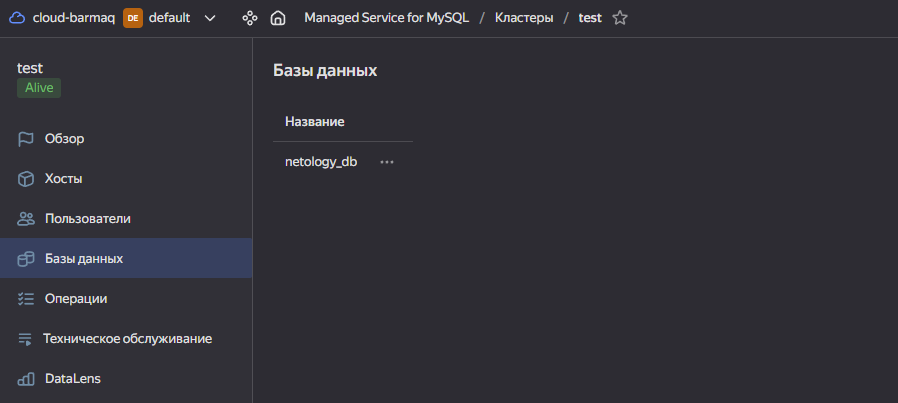 cloud-barmaq DE default Managed Service for MySQL / Кластеры / test
test
Alive
Обзор
Хосты
Пользователи
Базы данных
Операции
Техническое обслуживание
DataLens
Базы данных
Название
netology_db